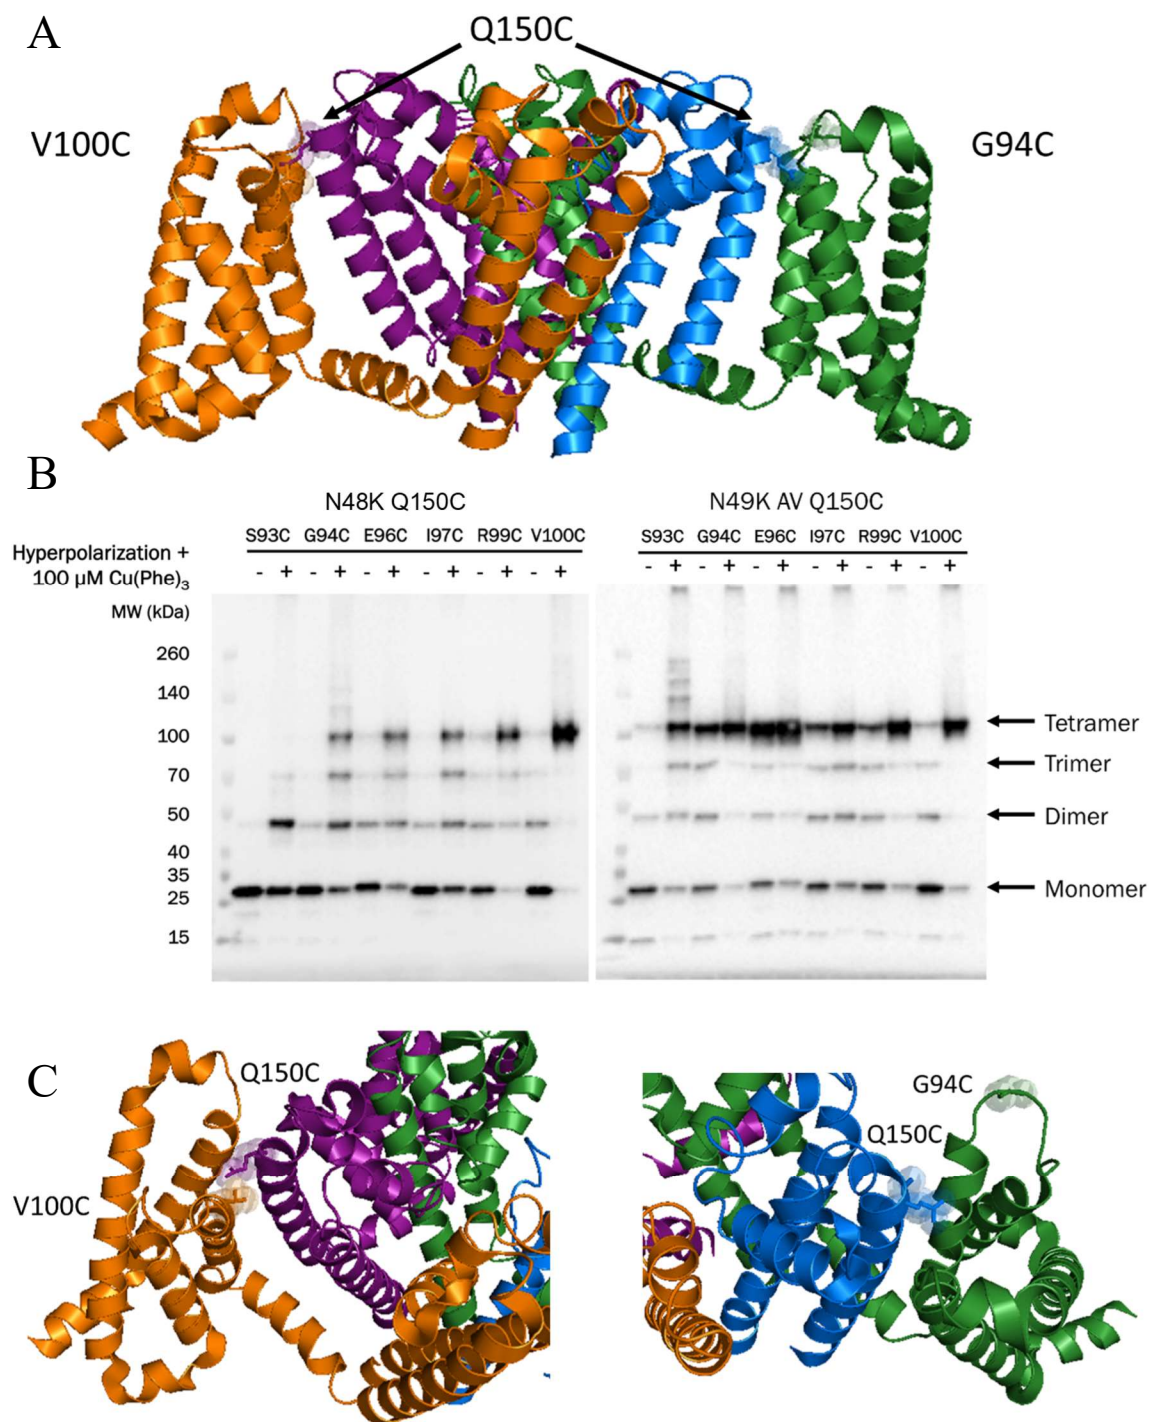 A
Q150C
V100C
G94C
B
N48K Q150C
N49K AV Q150C
S93C G94C E96C I97C R99C V100C
S93C G94C E96C I97C R99C V100C
Hyperpolarization +
100 µM Cu(Phe)3
- + - + - + - + - + - +
- + - + - + - + - + - +
MW (kDa)
260
140
100
70
50
40
35
25
15
Tetramer
Trimer
Dimer
Monomer
C
Q150C
V100C
G94C
Q150C